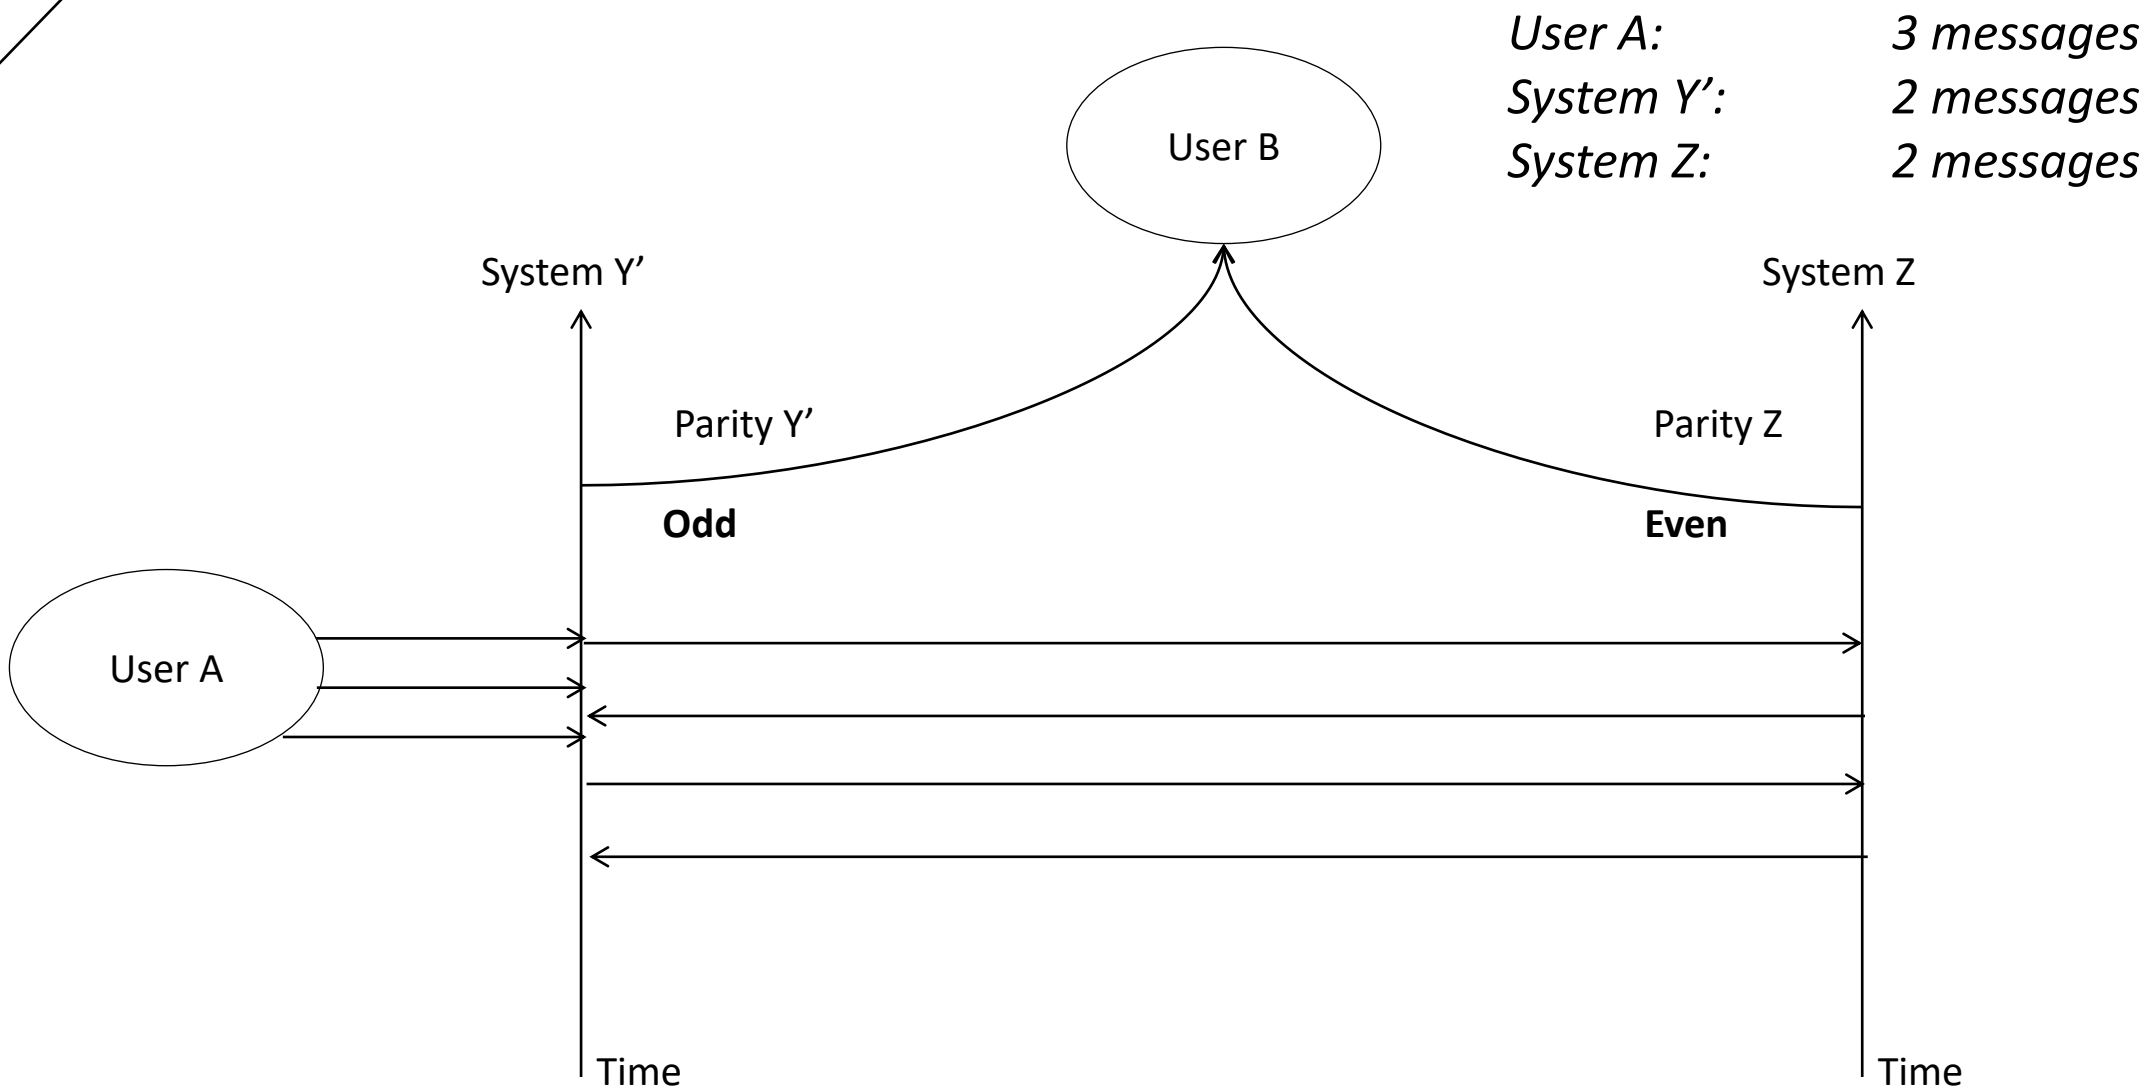 User A: 3 messages
System Y’: 2 messages
System Z: 2 messages
User B
System Y’
System Z
Parity Y’
Parity Z
Odd
Even
User A
Time
Time